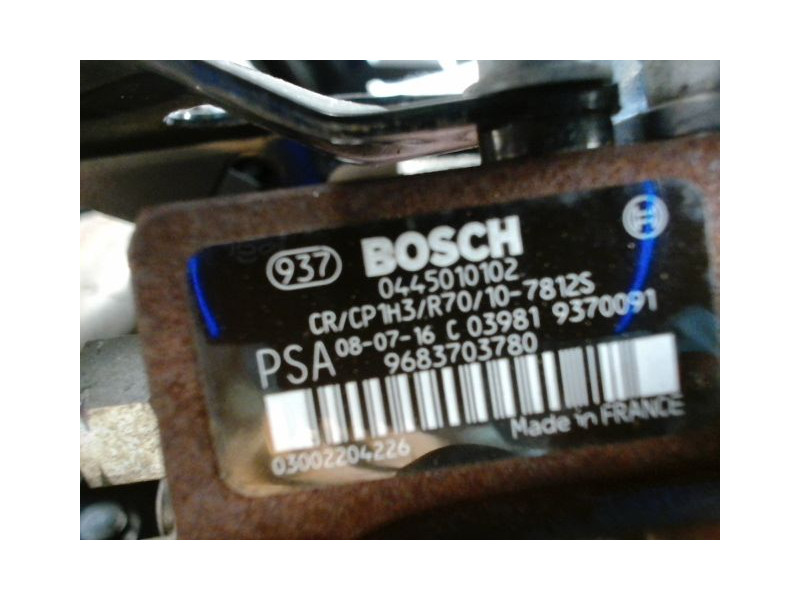 937 BOSCH
0445010102
CR/CP1H3/R70/10-7812S
PSA 08-07-16 C 03981 9370091
9683703780
Made in FRANCE
03002204226